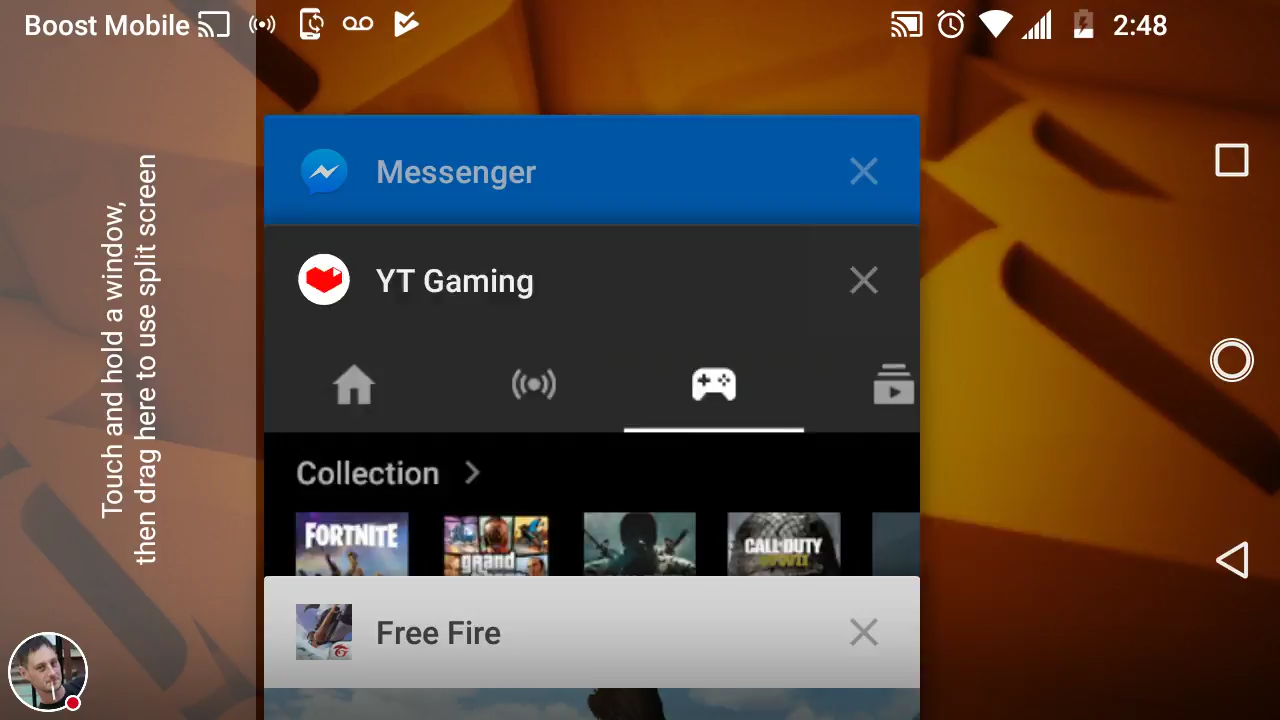 Boost Mobile
2:48
Touch and hold a window,
then drag here to use split screen
Messenger
YT Gaming
Collection
FORTNITE
grand
CALL·DUTY
WWII
Free Fire